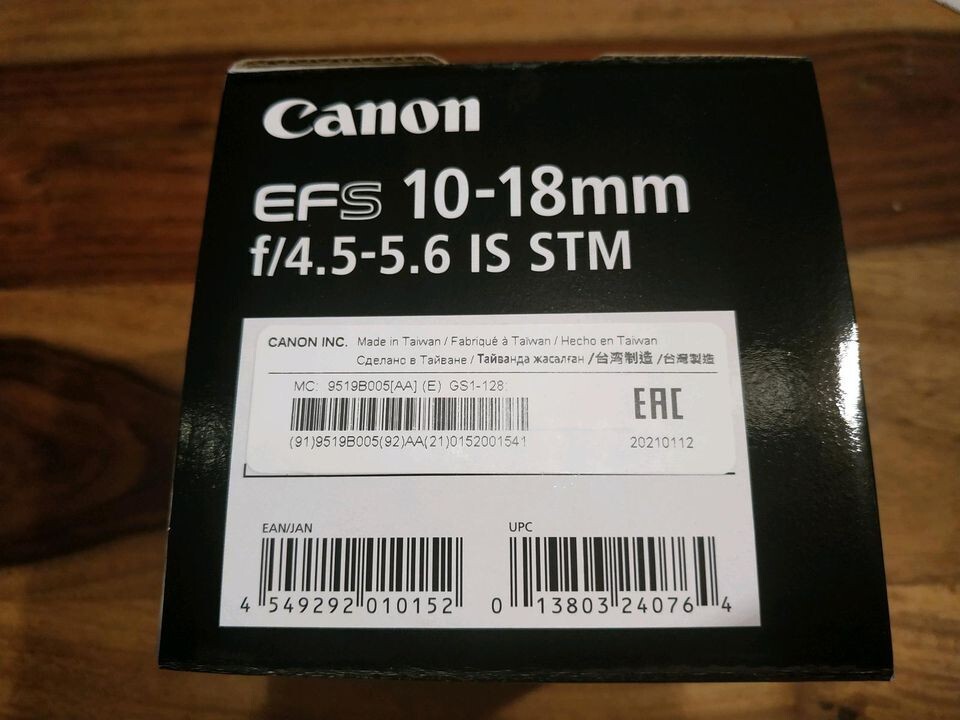 Canon
EFS 10-18mm
f/4.5-5.6 IS STM
CANON INC. Made in Taiwan / Fabriqué à Taïwan / Hecho en Taiwan
Сделано в Тайване / Тайванда жасалған /台湾制造 /台灣製造
MC: 9519B005[AA] (E) GS1-128:
EAC
(91)9519B005(92)AA(21)0152001541
20210112
EAN/JAN
UPC
4 549292 010152
0 13803 24076 4